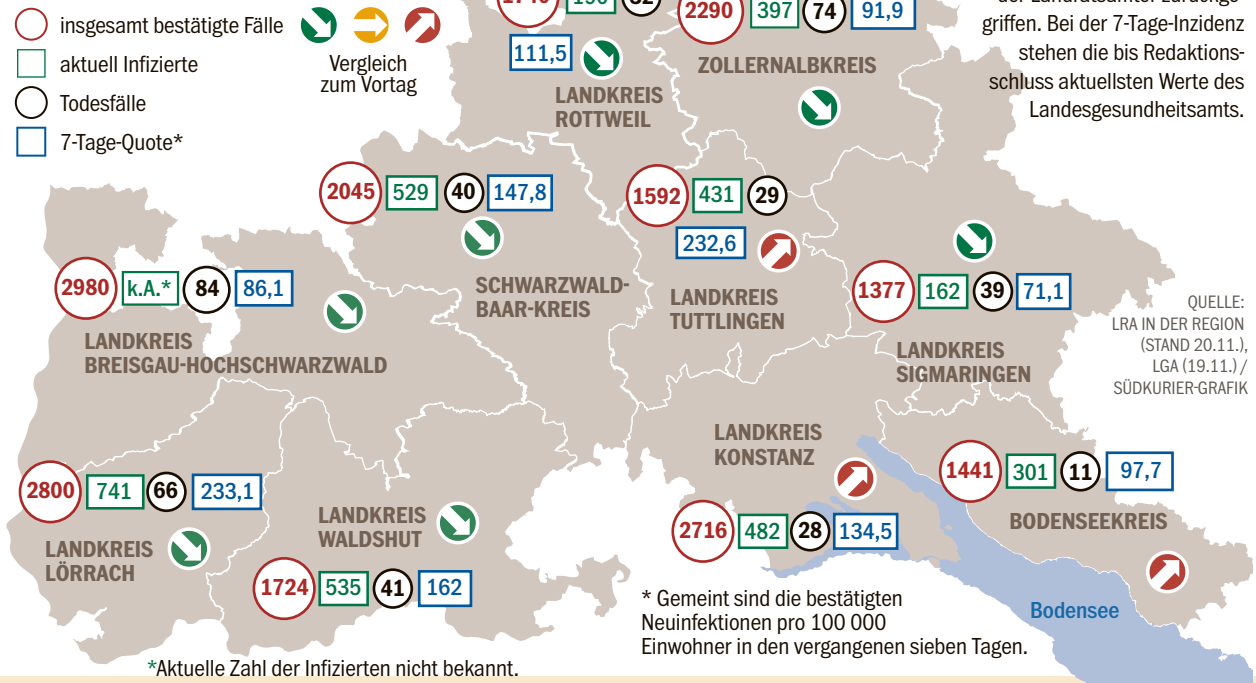 insgesamt bestätigte Fälle
aktuell Infizierte
Todesfälle
7-Tage-Quote*
Vergleich
zum Vortag
griffen. Bei der 7-Tage-Inzidenz
stehen die bis Redaktions-
schluss aktuellsten Werte des
Landesgesundheitsamts.
111,5
LANDKREIS
ROTTWEIL
2290 397 74 91,9
ZOLLERNALBKREIS
2045 529 40 147,8
SCHWARZWALD-
BAAR-KREIS
1592 431 29
232,6
LANDKREIS
TUTTLINGEN
2980 k.A.* 84 86,1
LANDKREIS
BREISGAU-HOCHSCHWARZWALD
1377 162 39 71,1
LANDKREIS
SIGMARINGEN
QUELLE:
LRA IN DER REGION
(STAND 20.11.),
LGA (19.11.) /
SÜDKURIER-GRAFIK
2800 741 66 233,1
LANDKREIS
LÖRRACH
LANDKREIS
WALDSHUT
1724 535 41 162
LANDKREIS
KONSTANZ
2716 482 28 134,5
1441 301 11 97,7
BODENSEEKREIS
Bodensee
* Gemeint sind die bestätigten
Neuinfektionen pro 100 000
Einwohner in den vergangenen sieben Tagen.
*Aktuelle Zahl der Infizierten nicht bekannt.